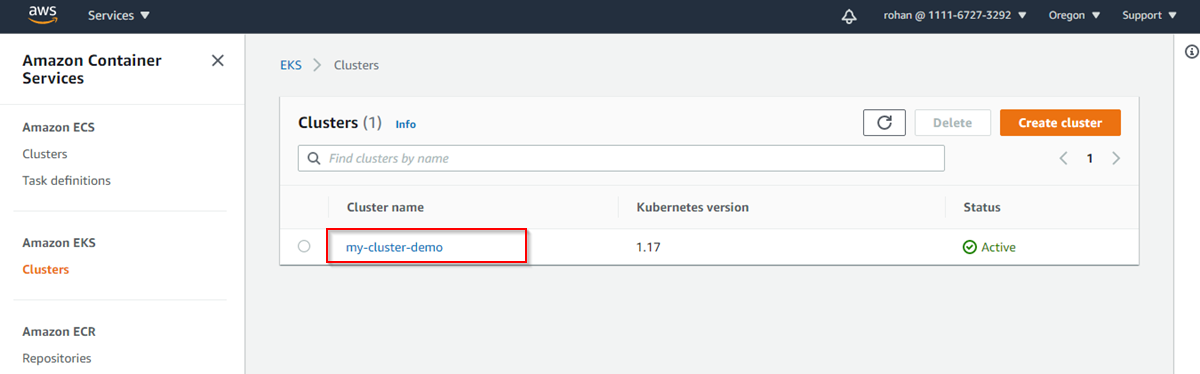 aws Services rohan @ 1111-6727-3292 Oregon Support
Amazon Container
Services
Amazon ECS
Clusters
Task definitions
Amazon EKS
Clusters
Amazon ECR
Repositories
EKS Clusters
Clusters (1) Info Delete Create cluster
Find clusters by name 1
Cluster name Kubernetes version Status
my-cluster-demo 1.17 Active